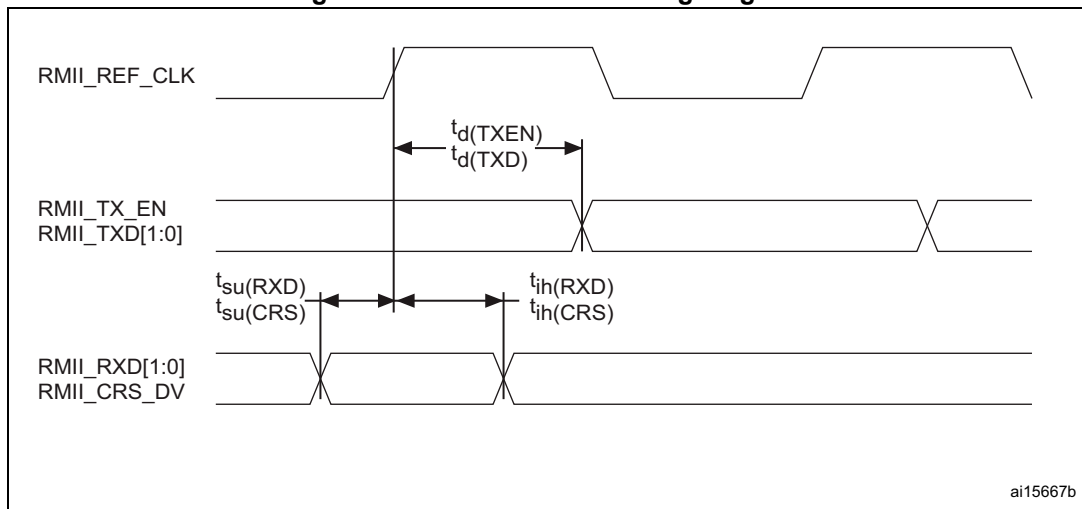 RMII_REF_CLK
td(TXEN)
td(TXD)
RMII_TX_EN
RMII_TXD[1:0]
tsu(RXD)
tsu(CRS)
tih(RXD)
tih(CRS)
RMII_RXD[1:0]
RMII_CRS_DV
ai15667b